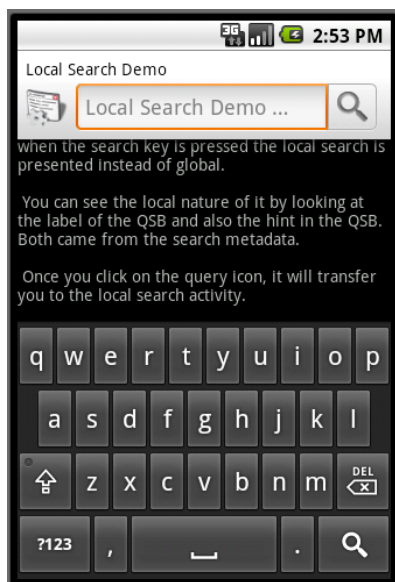 3G 2:53 PM
Local Search Demo
Local Search Demo ...
when the search key is pressed the local search is
presented instead of global.
You can see the local nature of it by looking at
the label of the QSB and also the hint in the QSB.
Both came from the search metadata.
Once you click on the query icon, it will transfer
you to the local search activity.
q w e r t y u i o p
a s d f g h j k l
z x c v b n m DEL
?123 , .